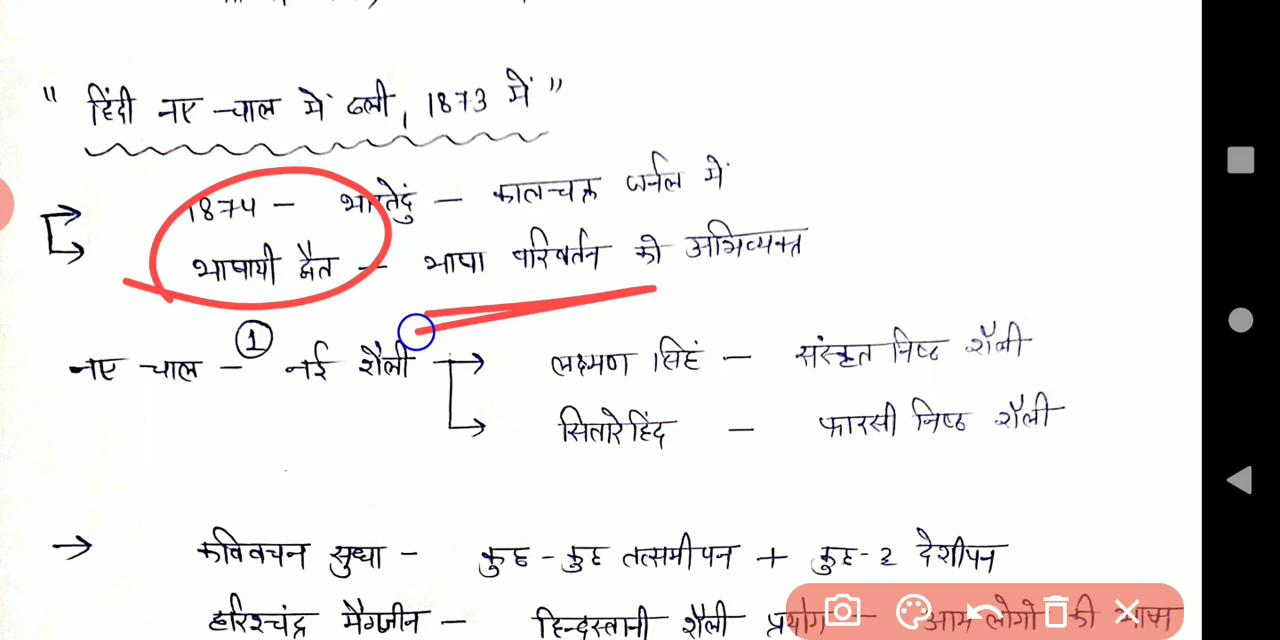 " हिंदी नए चाल में ढली, 1873 में "
1874 - भारतेंदुं - कालचक्र जर्नल में
भाषायी द्वैत - भाषा परिवर्तन को अभिव्यक्त
नए चाल - ① नई शैली → लक्ष्मण सिहं - संस्कृत निष्ठ शैली
→ सितारेहिंद - फारसी निष्ठ शैली
→ कविवचन सुधा - कुछ - कुछ तत्समीपन + कुछ-2 देशीपन
हरिश्चंद्र मैगजीन - हिन्दस्तानी शैली प्रयोग - आम लोगों की भाषा